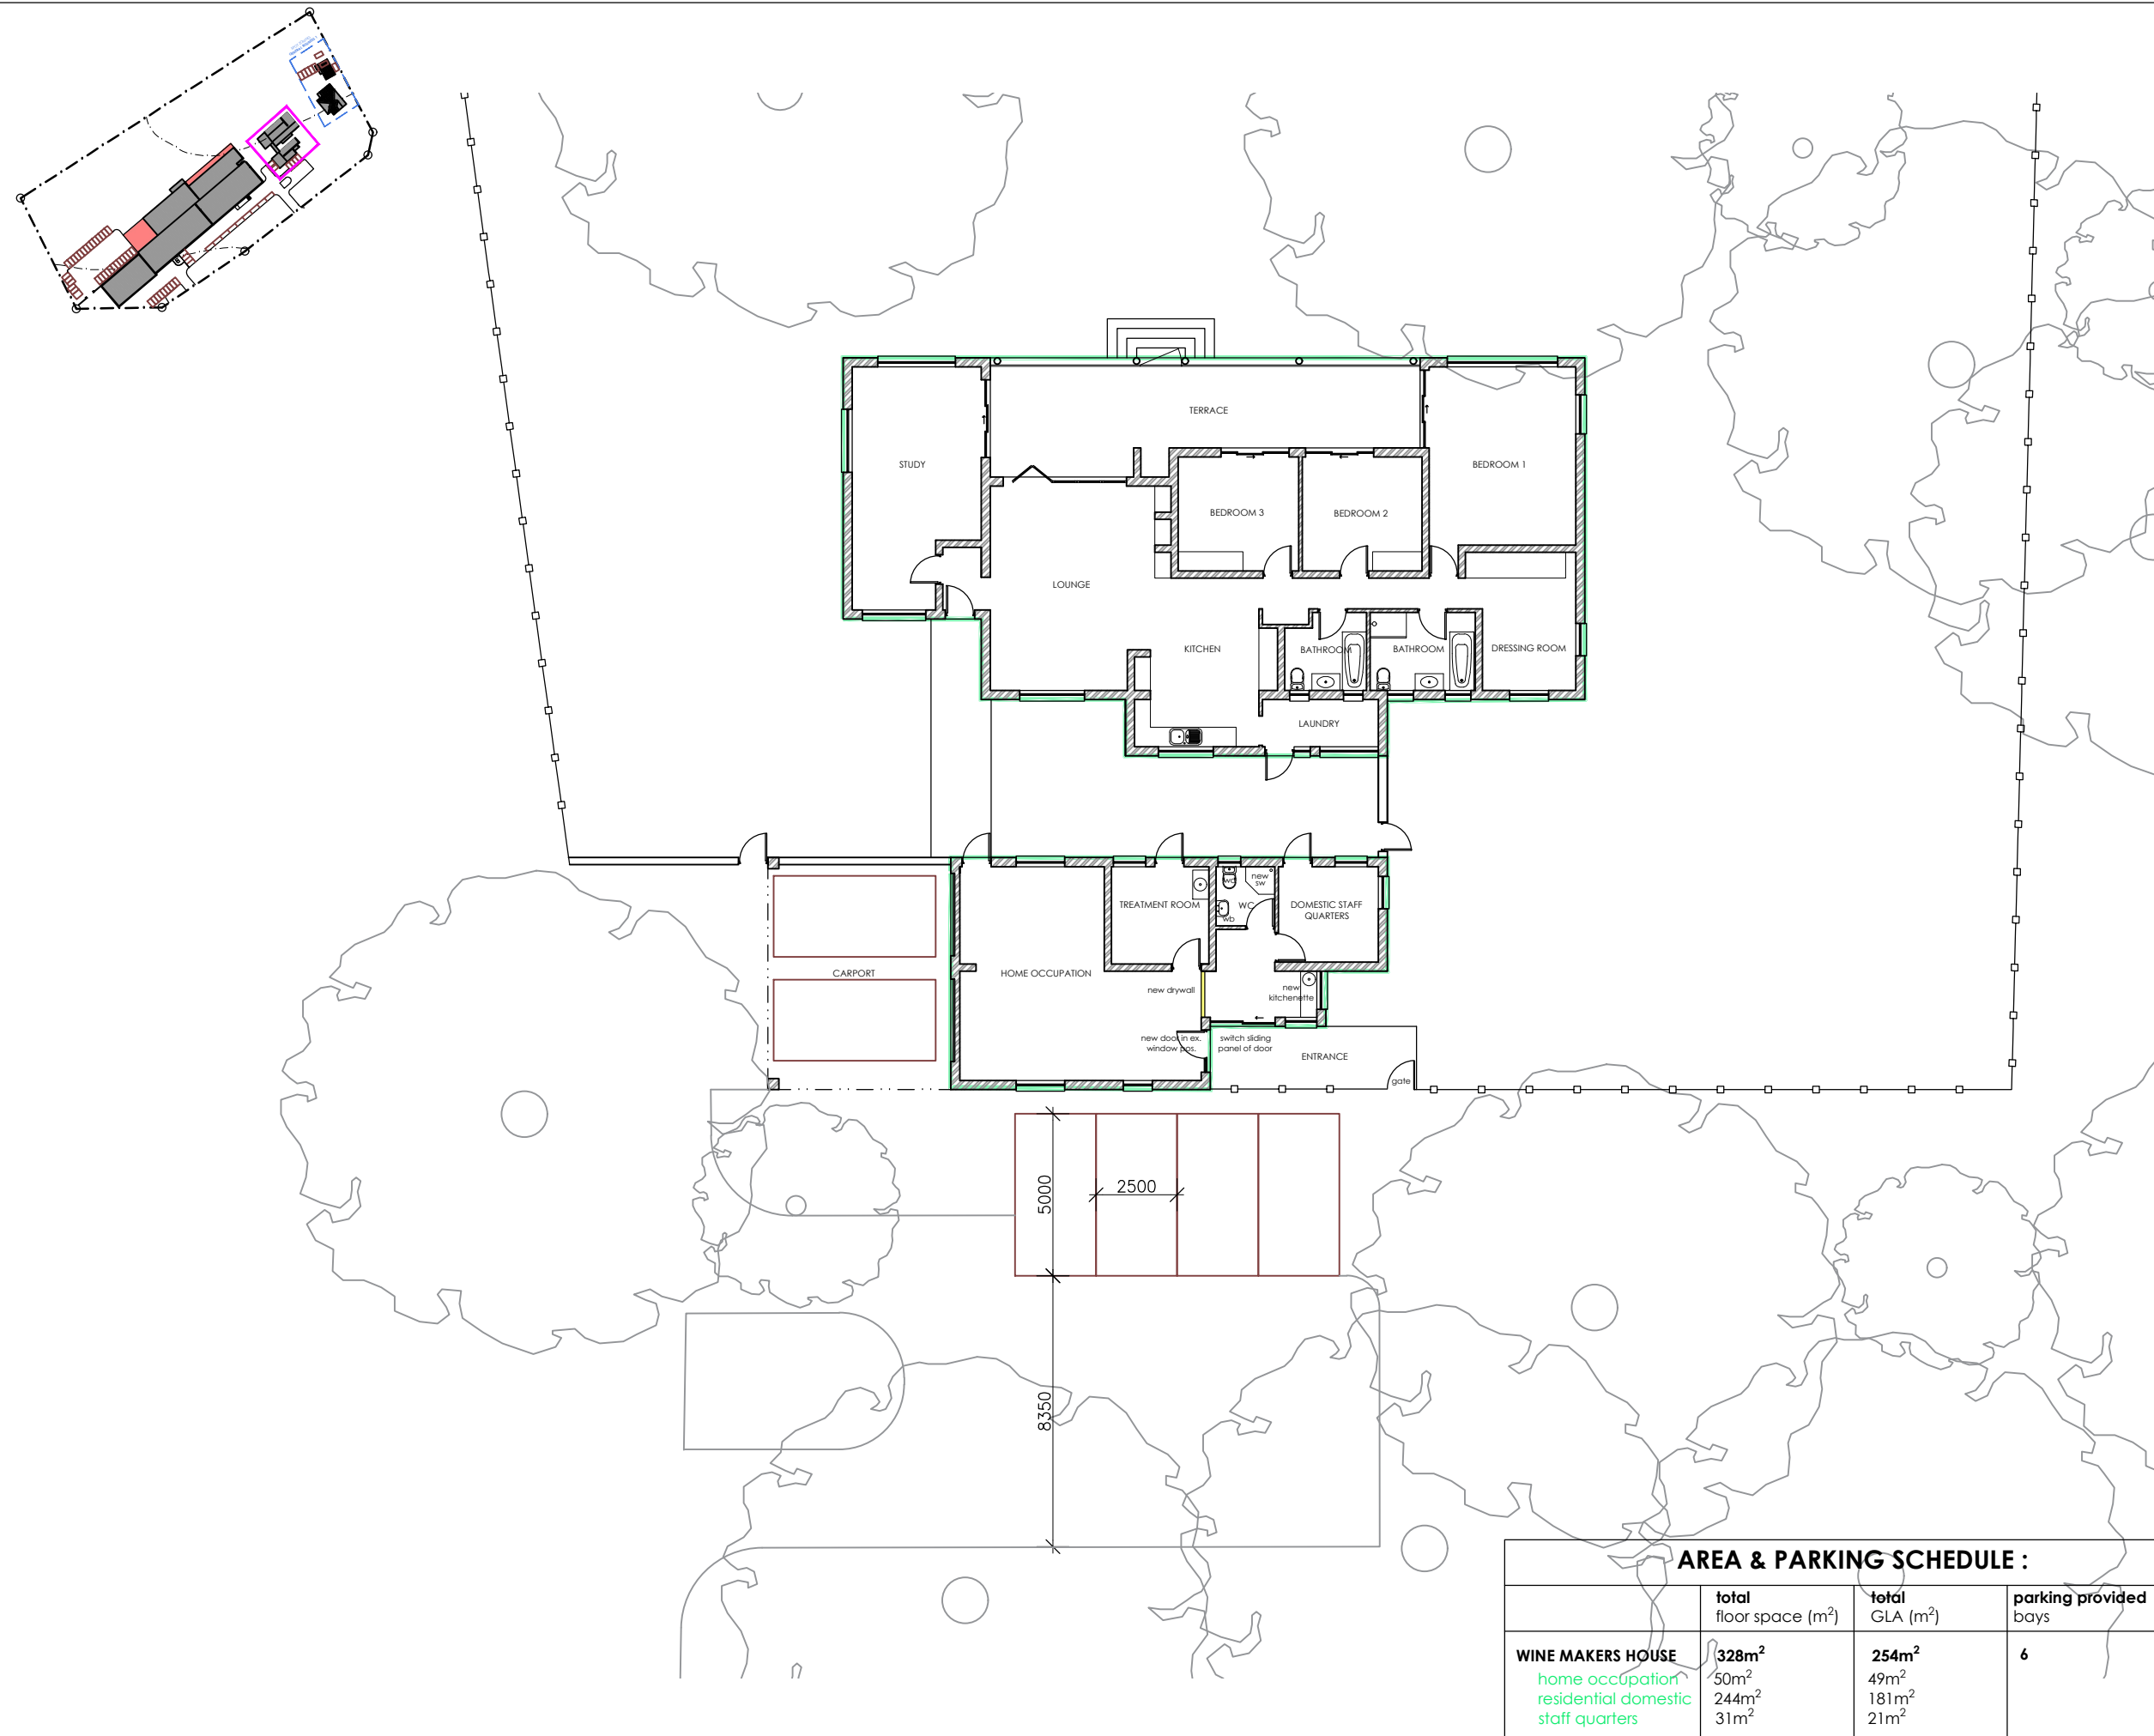 TERRACE
STUDY
BEDROOM 1
BEDROOM 3
BEDROOM 2
LOUNGE
KITCHEN
BATHROOM
BATHROOM
DRESSING ROOM
LAUNDRY
new
sw
wc
TREATMENT ROOM
WC
wb
DOMESTIC STAFF
QUARTERS
CARPORT
HOME OCCUPATION
new drywall
new
kitchenette
new door in ex.
window pos.
switch sliding
panel of door
ENTRANCE
gate
5000
2500
8350
AREA & PARKING SCHEDULE :
total
floor space (m²)
total
GLA (m²)
parking provided
bays
WINE MAKERS HOUSE 328m² 254m² 6
home occupation 50m² 49m²
residential domestic 244m² 181m²
staff quarters 31m² 21m²